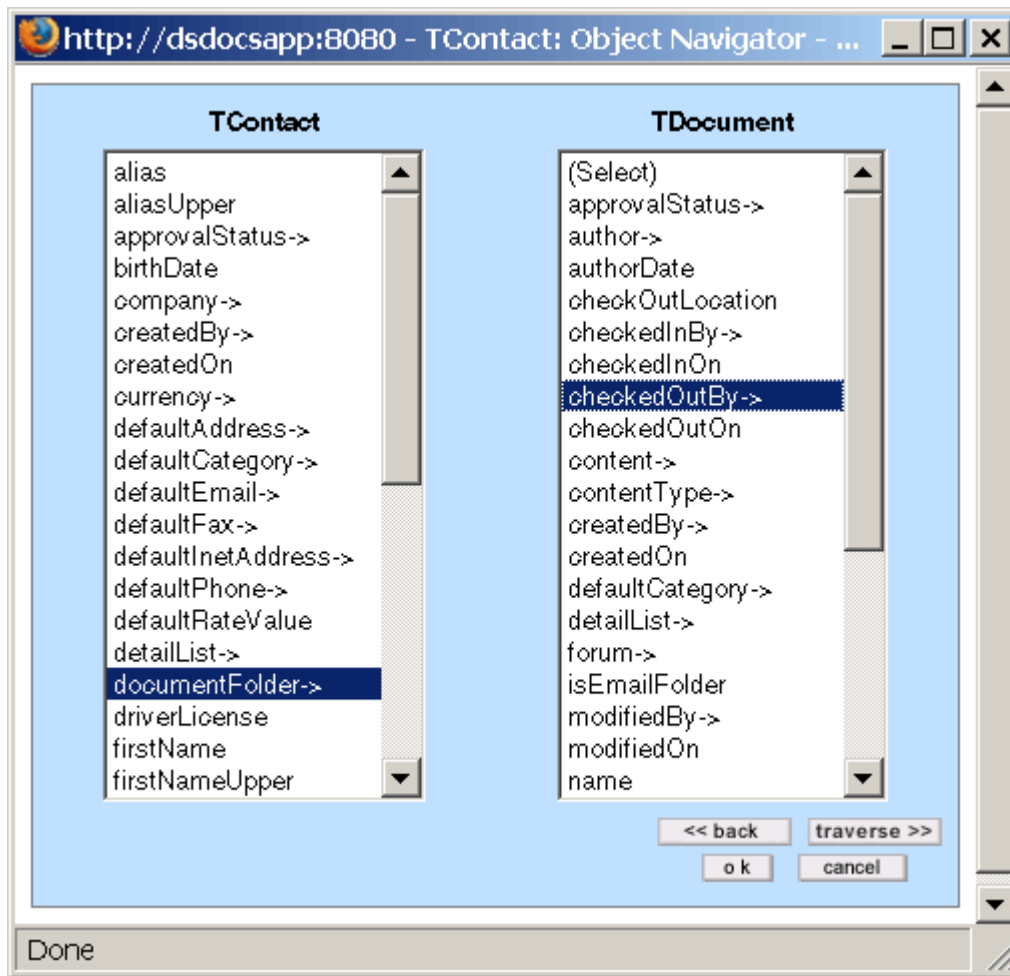 http://dsdocsapp:8080 - TContact: Object Navigator - ...
TContact
alias
aliasUpper
approvalStatus->
birthDate
company->
createdBy->
createdOn
currency->
defaultAddress->
defaultCategory->
defaultEmail->
defaultFax->
defaultInetAddress->
defaultPhone->
defaultRateValue
detailList->
documentFolder->
driverLicense
firstName
firstNameUpper
TDocument
(Select)
approvalStatus->
author->
authorDate
checkOutLocation
checkedInBy->
checkedInOn
checkedOutBy->
checkedOutOn
content->
contentType->
createdBy->
createdOn
defaultCategory->
detailList->
forum->
isEmailFolder
modifiedBy->
modifiedOn
name
<< back traverse >>
ok cancel
Done